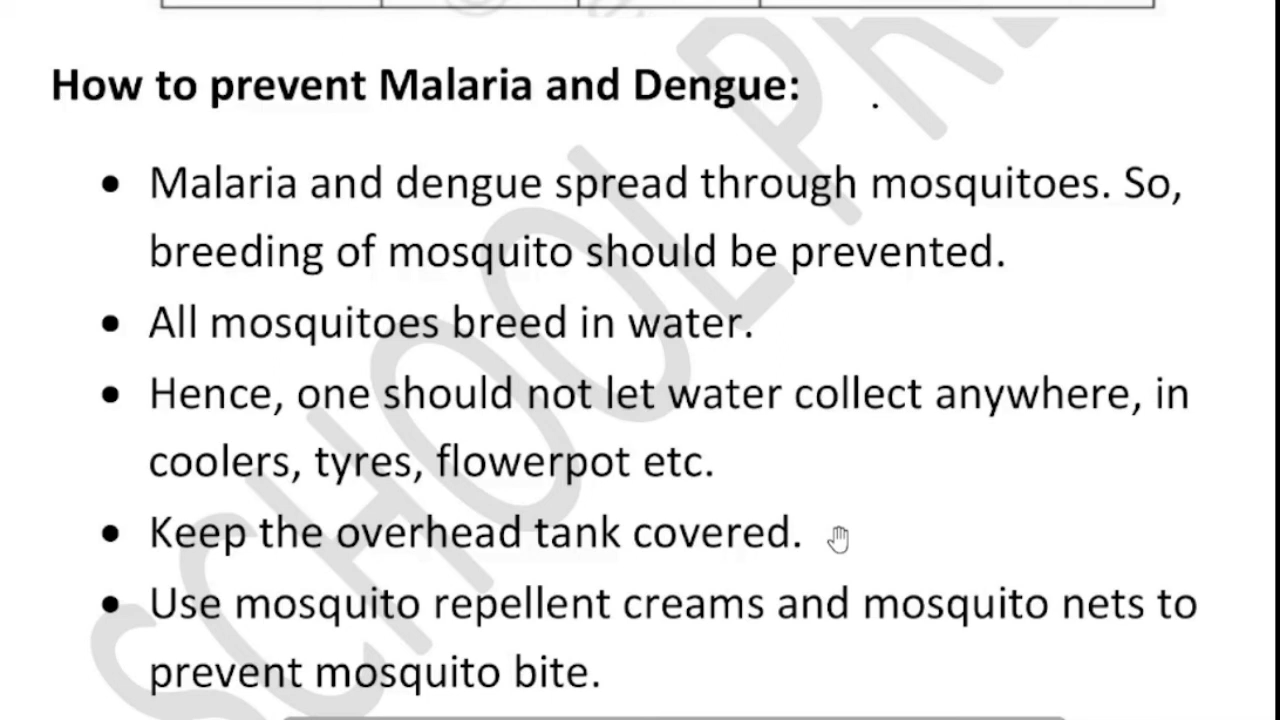 How to prevent Malaria and Dengue:
• Malaria and dengue spread through mosquitoes. So,
breeding of mosquito should be prevented.
• All mosquitoes breed in water.
• Hence, one should not let water collect anywhere, in
coolers, tyres, flowerpot etc.
• Keep the overhead tank covered.
• Use mosquito repellent creams and mosquito nets to
prevent mosquito bite.
SCHOOL